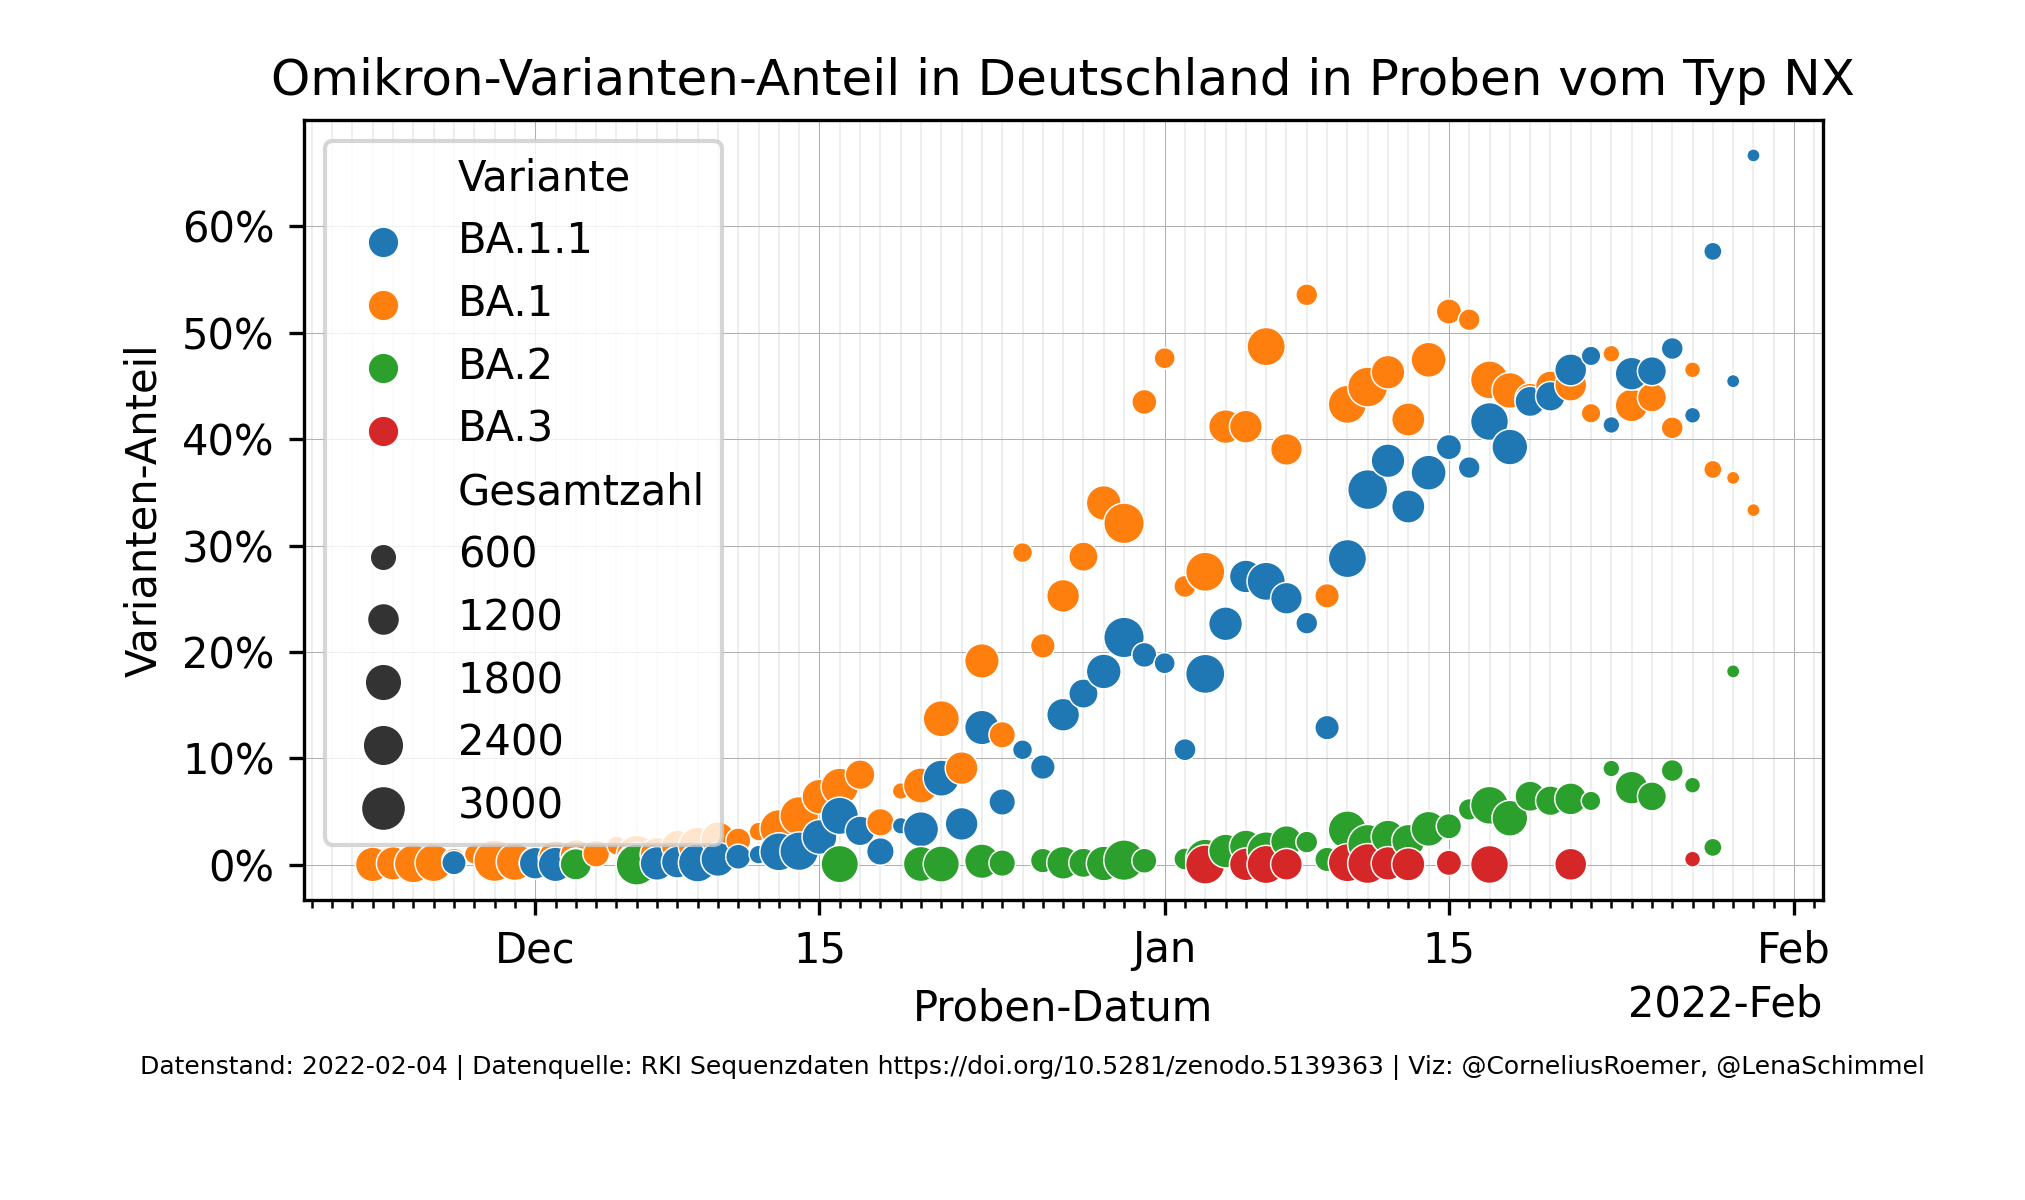 Omikron-Varianten-Anteil in Deutschland in Proben vom Typ NX
Variante
BA.1.1
BA.1
BA.2
BA.3
Gesamtzahl
600
1200
1800
2400
3000
Varianten-Anteil
60%
50%
40%
30%
20%
10%
0%
Dec 15 Jan 15 Feb
Proben-Datum
2022-Feb
Datenstand: 2022-02-04 | Datenquelle: RKI Sequenzdaten https://doi.org/10.5281/zenodo.5139363 | Viz: @CorneliusRoemer, @LenaSchimmel